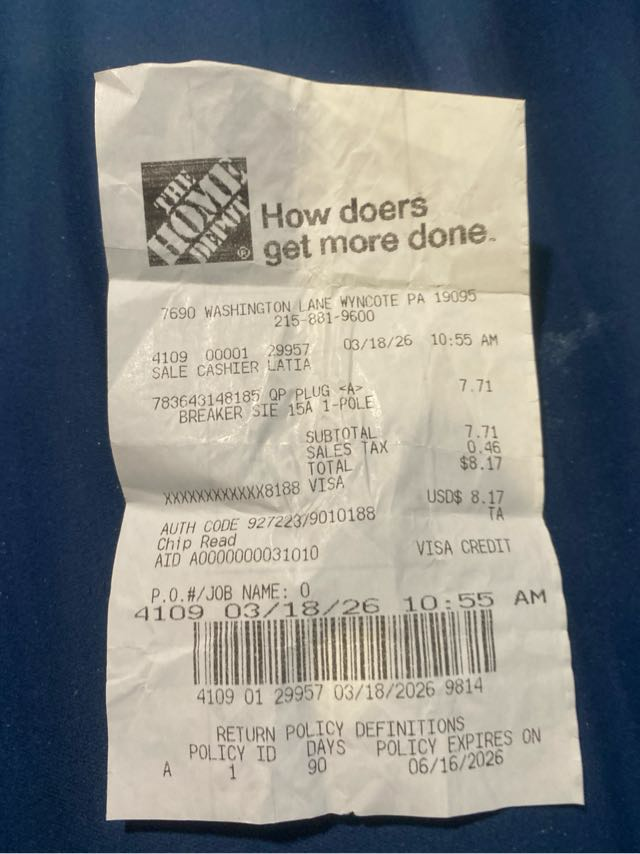 THE
HOME
DEPOT®
How doers
get more done.
7690 WASHINGTON LANE WYNCOTE PA 19095
215-881-9600
4109 00001 29957 03/18/26 10:55 AM
SALE CASHIER LATIA
783643148185 QP PLUG <A> 7.71
BREAKER SIE 15A 1-POLE
SUBTOTAL 7.71
SALES TAX 0.46
TOTAL $8.17
XXXXXXXXXXXX8188 VISA
USD$ 8.17
AUTH CODE 927223/9010188 TA
Chip Read
AID A0000000031010 VISA CREDIT
P.O.#/JOB NAME: 0
4109 03/18/26 10:55 AM
4109 01 29957 03/18/2026 9814
RETURN POLICY DEFINITIONS
POLICY ID DAYS POLICY EXPIRES ON
A 1 90 06/16/2026